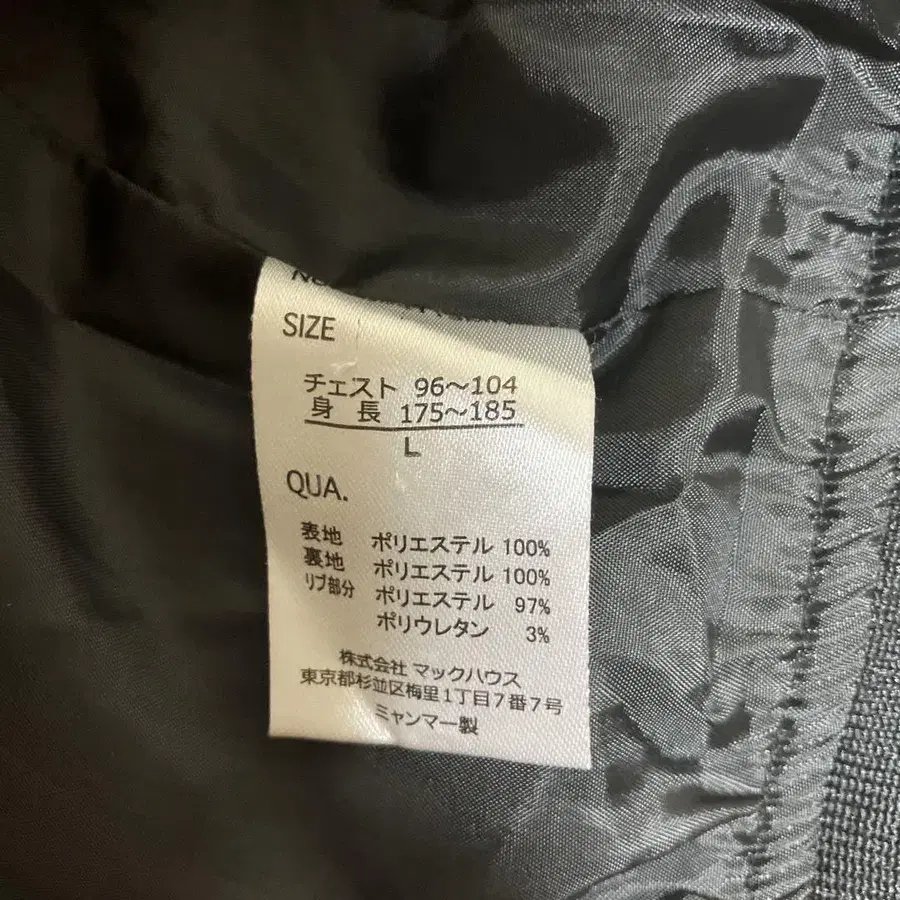 SIZE
チェスト 96～104
身 長 175～185
L
QUA.
表地 ポリエステル 100%
裏地 ポリエステル 100%
リブ部分 ポリエステル 97%
ポリウレタン 3%
株式会社 マックハウス
東京都杉並区梅里1丁目7番7号
ミャンマー製